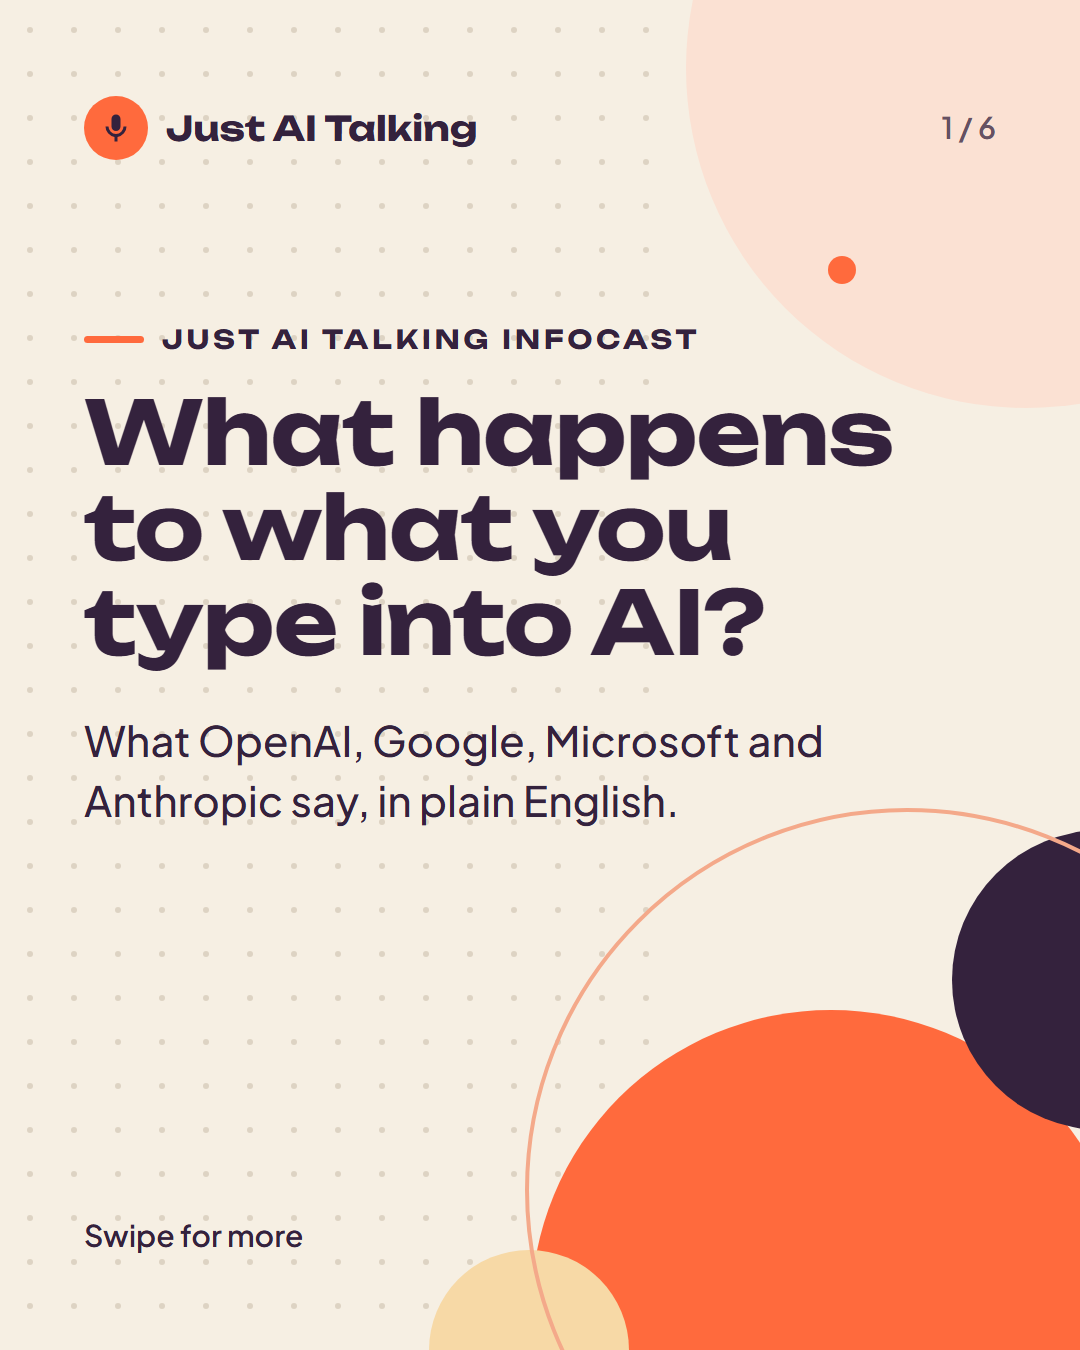 Just AI Talking
1 / 6
JUST AI TALKING INFOCAST
What happens
to what you
type into AI?
What OpenAI, Google, Microsoft and
Anthropic say, in plain English.
Swipe for more